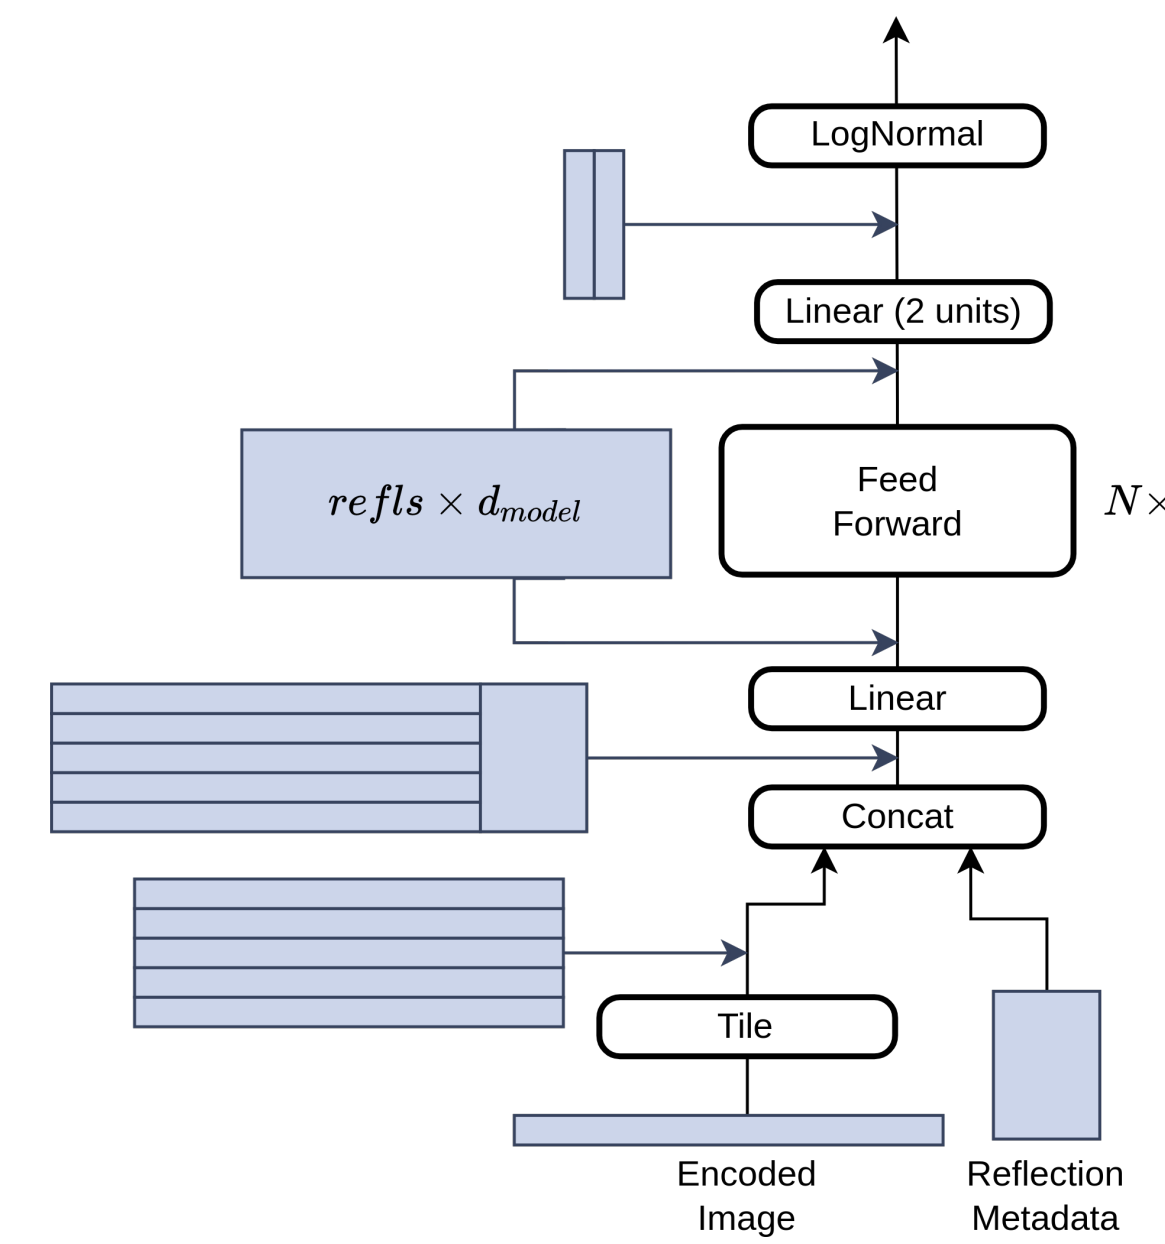 LogNormal
Linear (2 units)
refls × d_model
Feed
Forward
N×
Linear
Concat
Tile
Encoded
Image
Reflection
Metadata